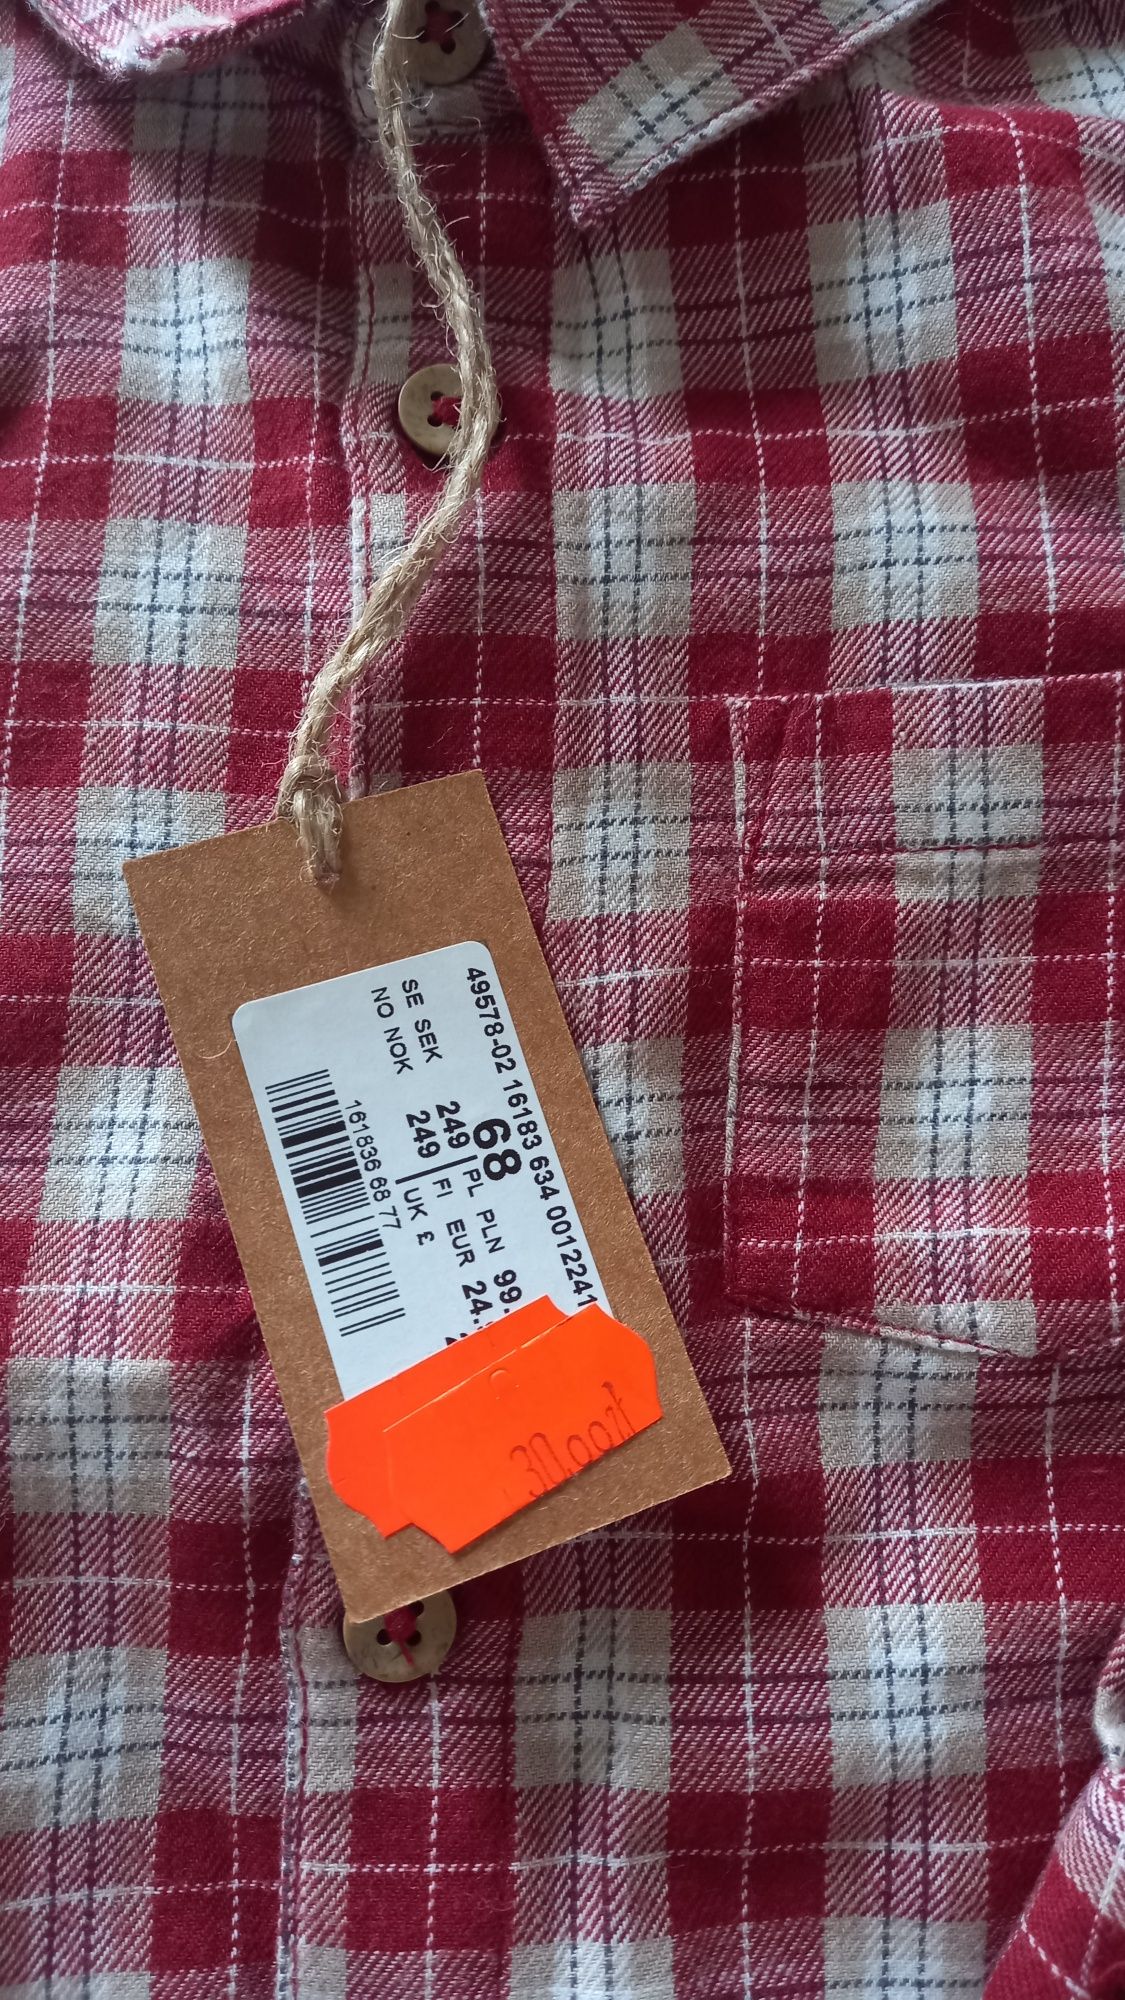 49578-02 16183 634 0012241
68
SE SEK 249 PL PLN 99.
NO NOK 249 FI EUR 24.
UK £
161836 68 77
30,00zł